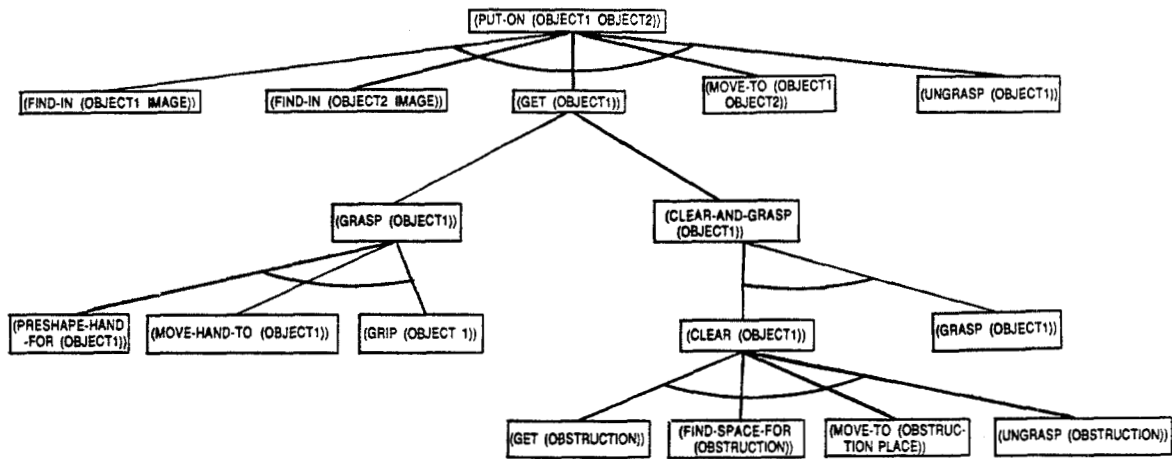 (PUT-ON (OBJECT1 OBJECT2))
(FIND-IN (OBJECT1 IMAGE))
(FIND-IN (OBJECT2 IMAGE))
(GET (OBJECT1))
(MOVE-TO (OBJECT1
OBJECT2))
(UNGRASP (OBJECT1))
(GRASP (OBJECT1))
(CLEAR-AND-GRASP
(OBJECT1))
(PRESHAPE-HAND
-FOR (OBJECT1))
(MOVE-HAND-TO (OBJECT1))
(GRIP (OBJECT 1))
(CLEAR (OBJECT1))
(GRASP (OBJECT1))
(GET (OBSTRUCTION))
(FIND-SPACE-FOR
(OBSTRUCTION))
(MOVE-TO (OBSTRUC-
TION PLACE))
(UNGRASP (OBSTRUCTION))